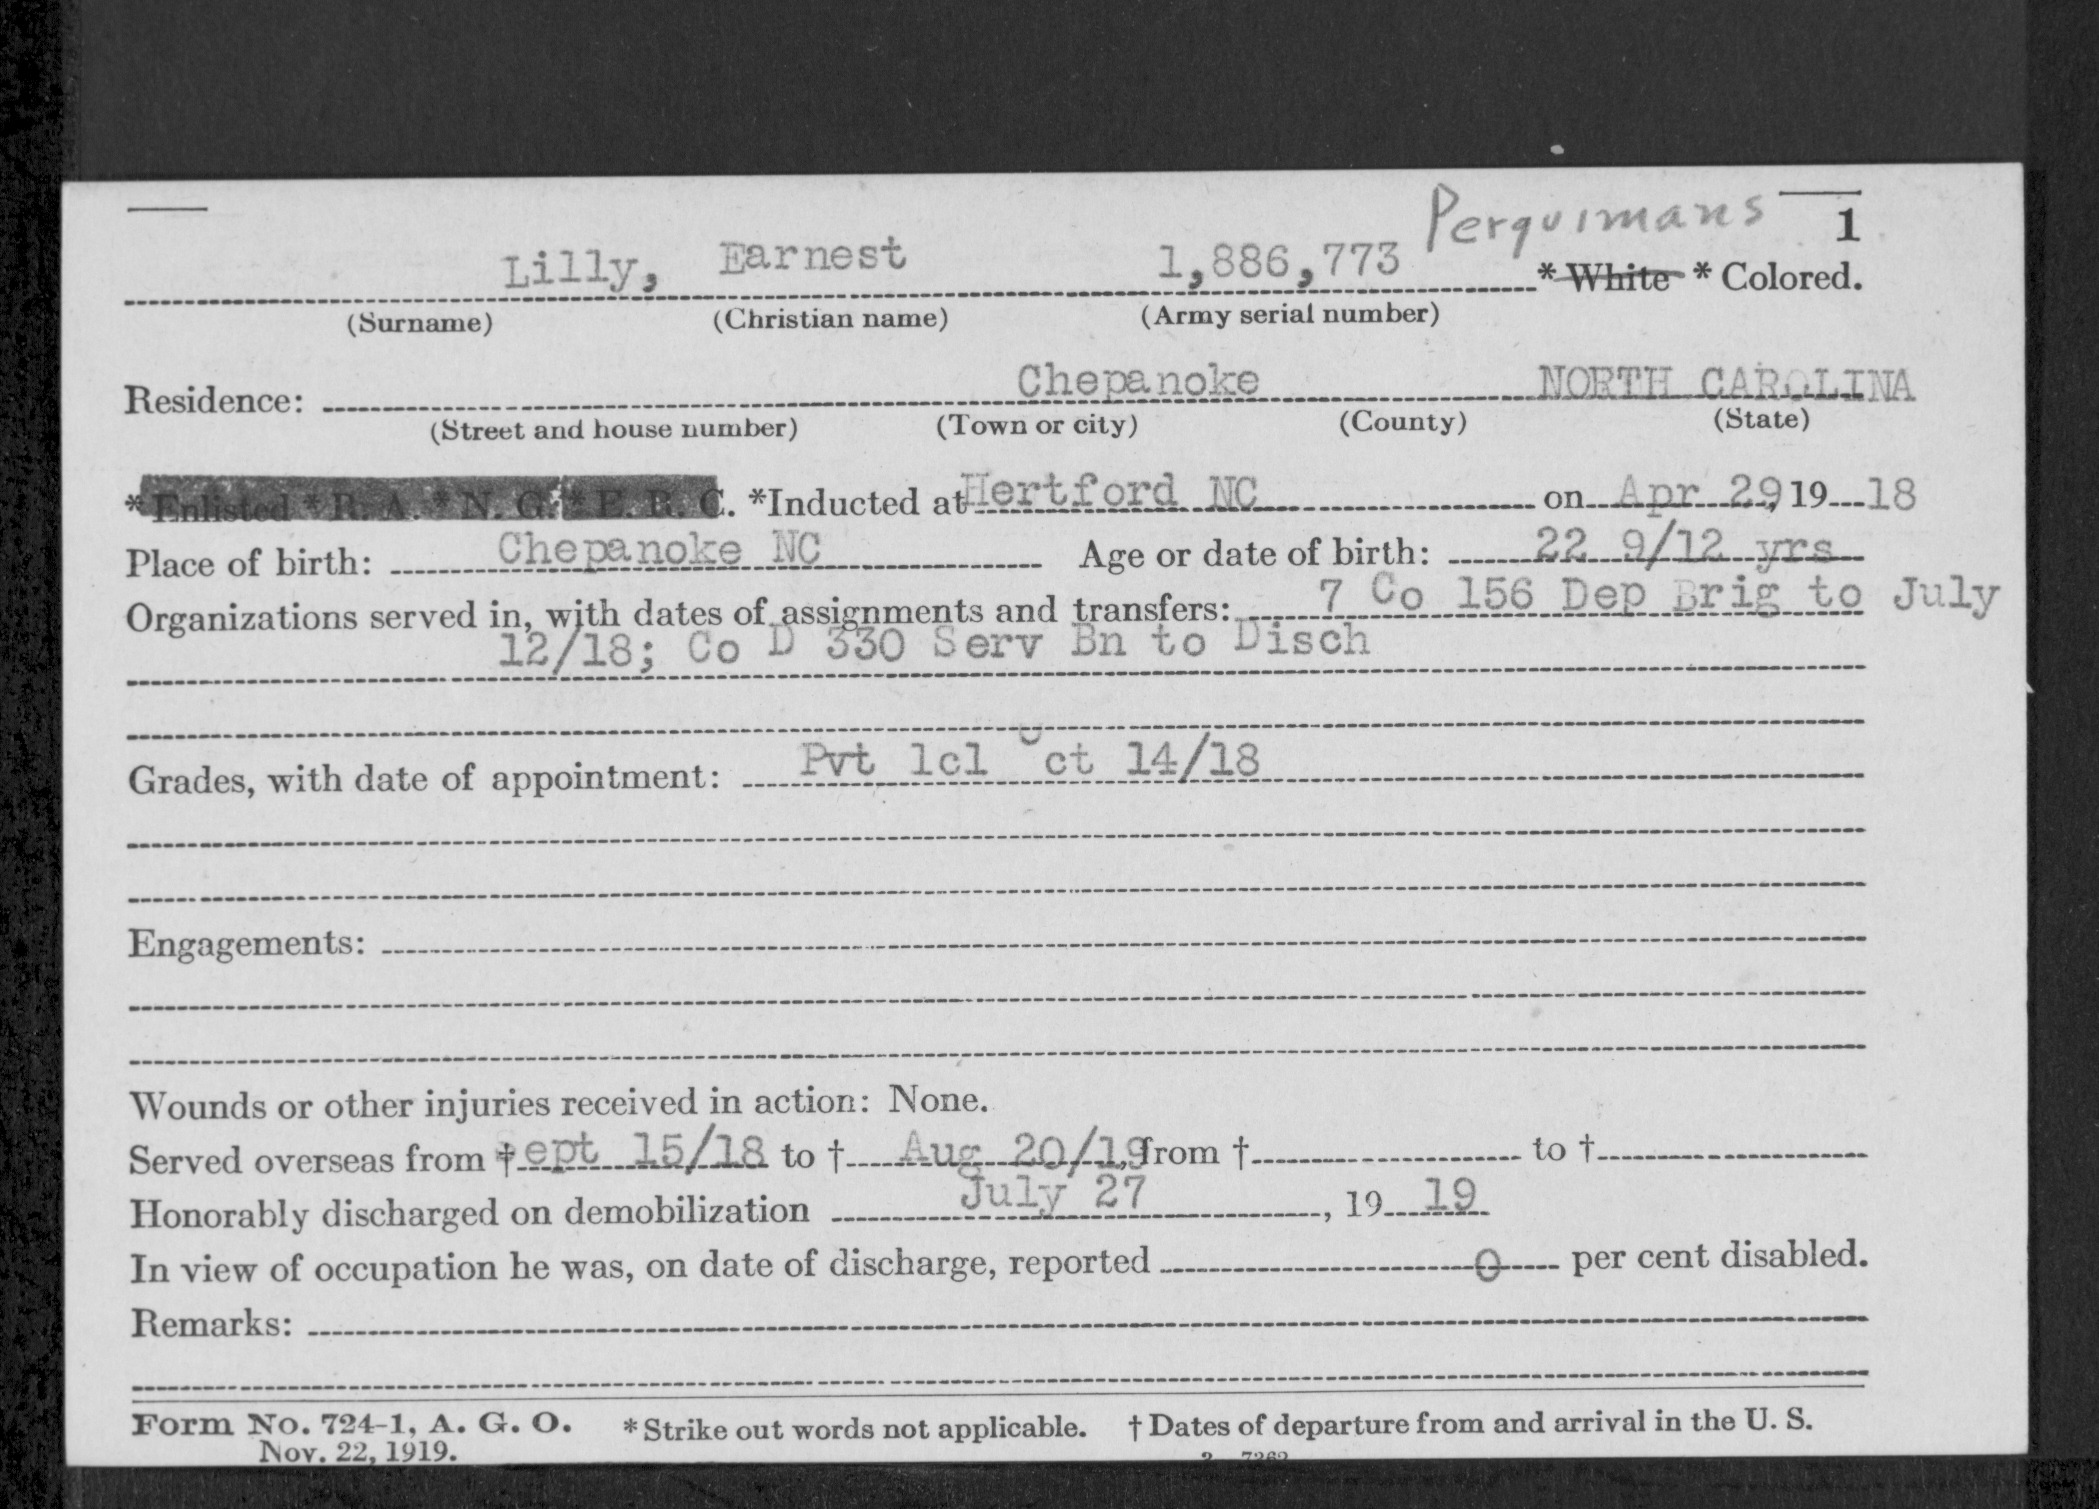 Perquimans 1
Lilly, Earnest 1,886,773 * White * Colored.
(Surname) (Christian name) (Army serial number)
Residence: Chepanoke NORTH CAROLINA
(Street and house number) (Town or city) (County) (State)
* Enlisted * R. A. * N. G. * E. R. C. *Inducted at Hertford NC on Apr 29, 19 18
Place of birth: Chepanoke NC Age or date of birth: 22 9/12 yrs
Organizations served in, with dates of assignments and transfers: 7 Co 156 Dep Brig to July
12/18; Co D 330 Serv Bn to Disch
Grades, with date of appointment: Pvt 1cl Oct 14/18
Engagements:
Wounds or other injuries received in action: None.
Served overseas from † Sept 15/18 to † Aug 20/19, from † to †
Honorably discharged on demobilization July 27, 19 19
In view of occupation he was, on date of discharge, reported 0 per cent disabled.
Remarks:
Form No. 724-1, A. G. O. * Strike out words not applicable. † Dates of departure from and arrival in the U. S.
Nov. 22, 1919.